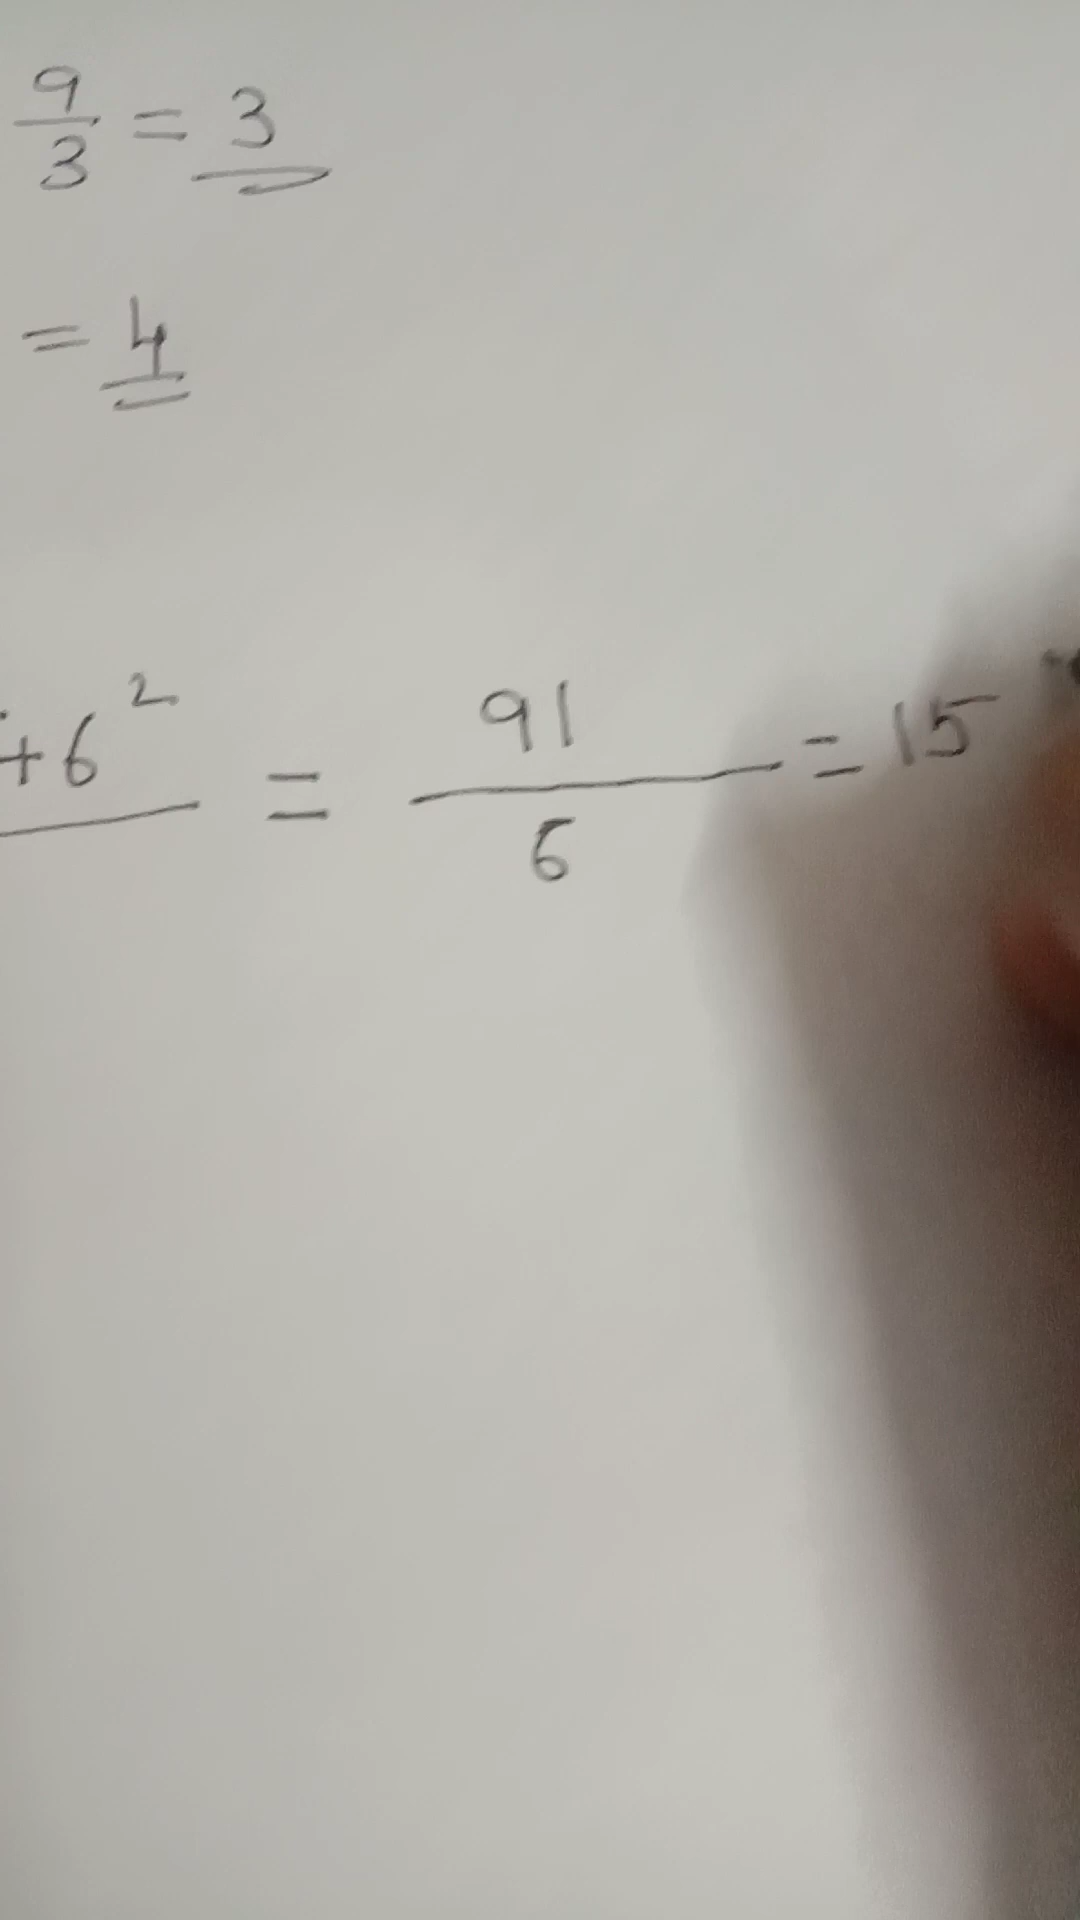 9/3 = 3
= 4
+6² = 91/6 = 15